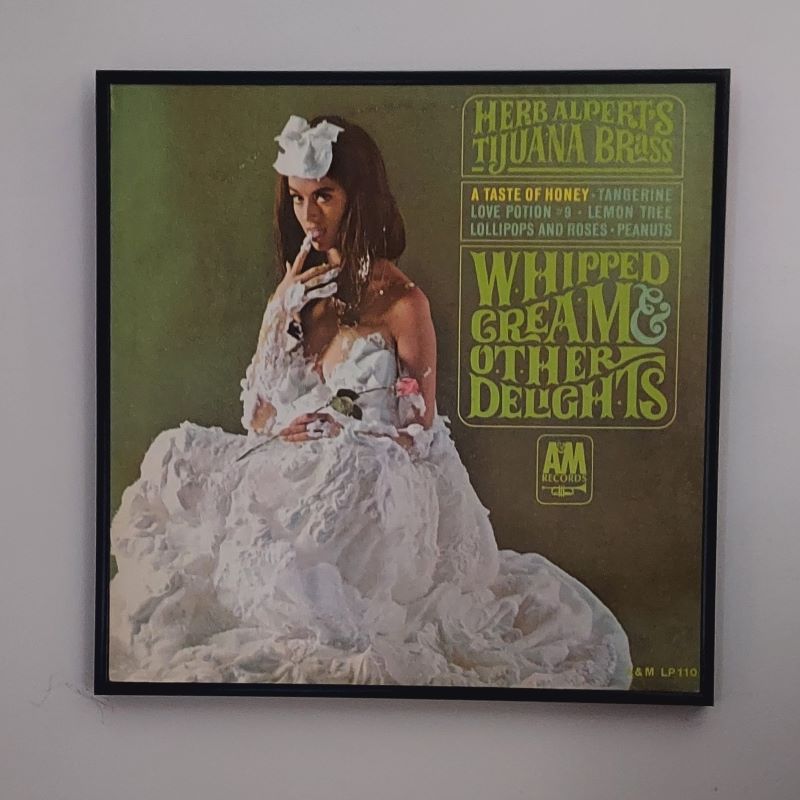 HERB ALPERT'S
TIJUANA BRASS
A TASTE OF HONEY · TANGERINE
LOVE POTION #9 · LEMON TREE
LOLLIPOPS AND ROSES · PEANUTS
WHIPPED
CREAM &
OTHER
DELIGHTS
A&M
RECORDS
&M LP110